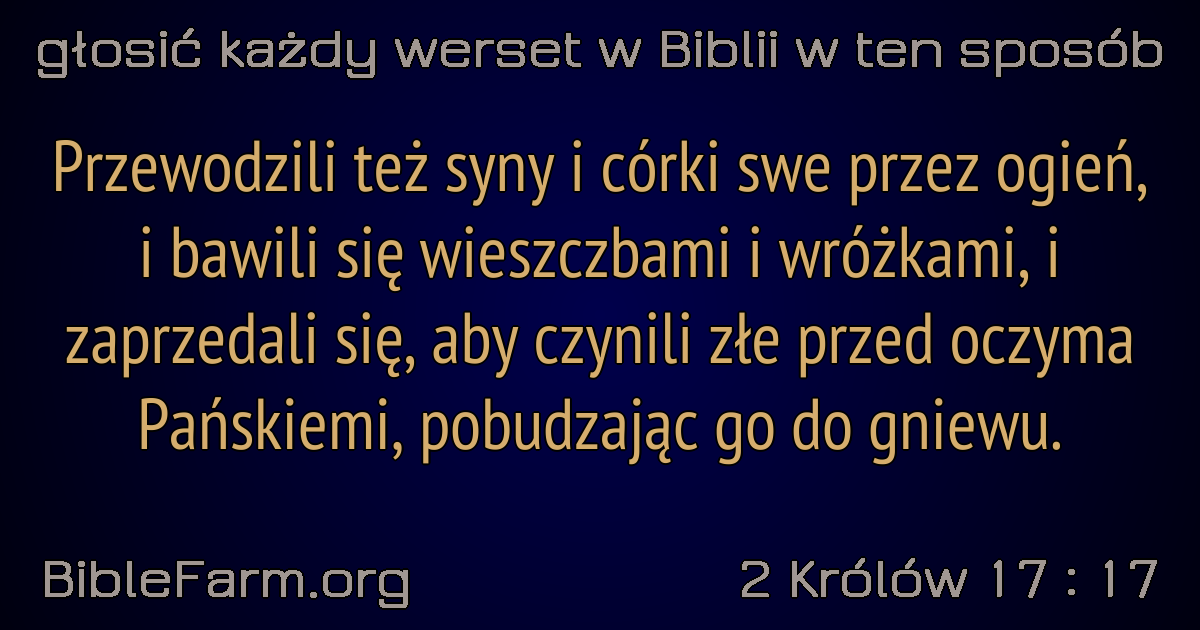 głosić każdy werset w Biblii w ten sposób
Przewodzili też syny i córki swe przez ogień,
i bawili się wieszczbami i wróżkami, i
zaprzedali się, aby czynili złe przed oczyma
Pańskiemi, pobudzając go do gniewu.
BibleFarm.org
2 Królów 17 : 17